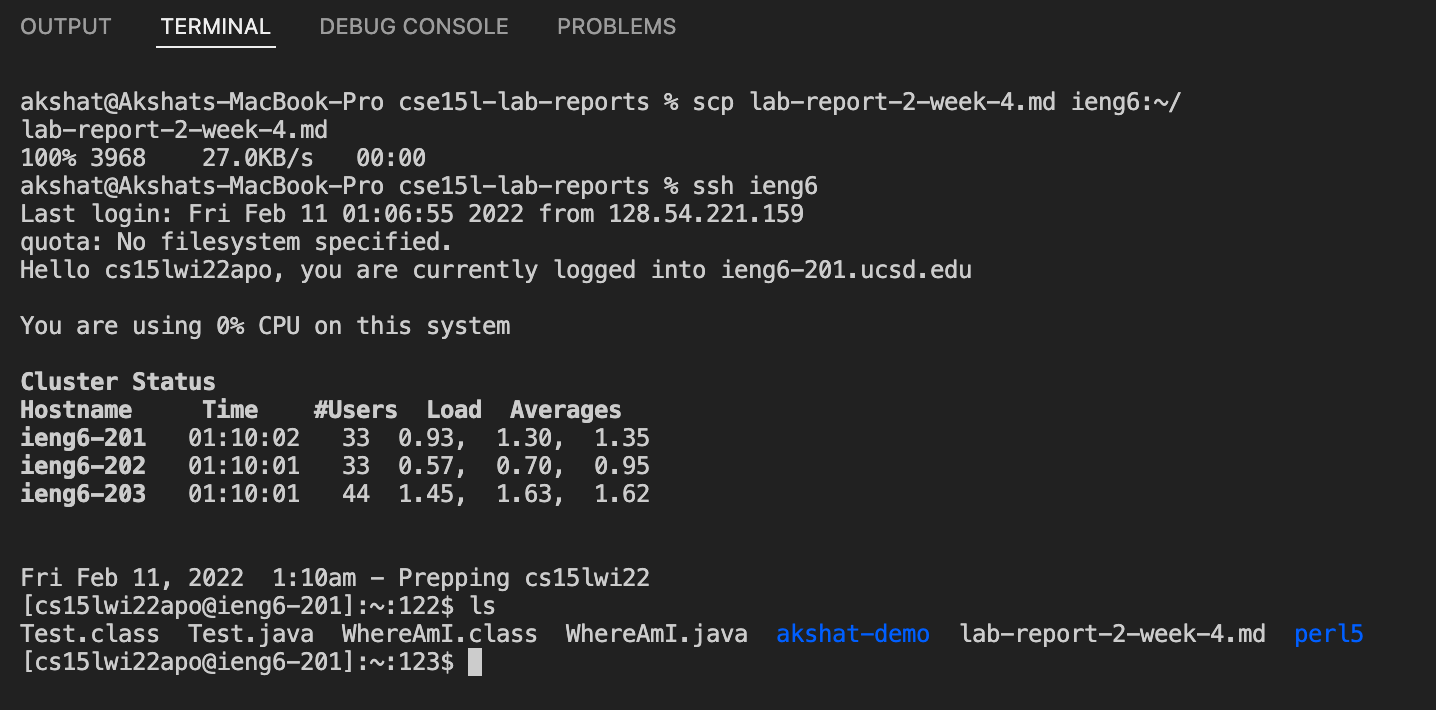 OUTPUT TERMINAL DEBUG CONSOLE PROBLEMS
akshat@Akshats-MacBook-Pro cse15l-lab-reports % scp lab-report-2-week-4.md ieng6:~/
lab-report-2-week-4.md
100% 3968    27.0KB/s   00:00
akshat@Akshats-MacBook-Pro cse15l-lab-reports % ssh ieng6
Last login: Fri Feb 11 01:06:55 2022 from 128.54.221.159
quota: No filesystem specified.
Hello cs15lwi22apo, you are currently logged into ieng6-201.ucsd.edu
You are using 0% CPU on this system
Cluster Status
Hostname     Time    #Users  Load  Averages
ieng6-201   01:10:02   33  0.93,  1.30,  1.35
ieng6-202   01:10:01   33  0.57,  0.70,  0.95
ieng6-203   01:10:01   44  1.45,  1.63,  1.62
Fri Feb 11, 2022  1:10am - Prepping cs15lwi22
[cs15lwi22apo@ieng6-201]:~:122$ ls
Test.class  Test.java  WhereAmI.class  WhereAmI.java  akshat-demo  lab-report-2-week-4.md  perl5
[cs15lwi22apo@ieng6-201]:~:123$